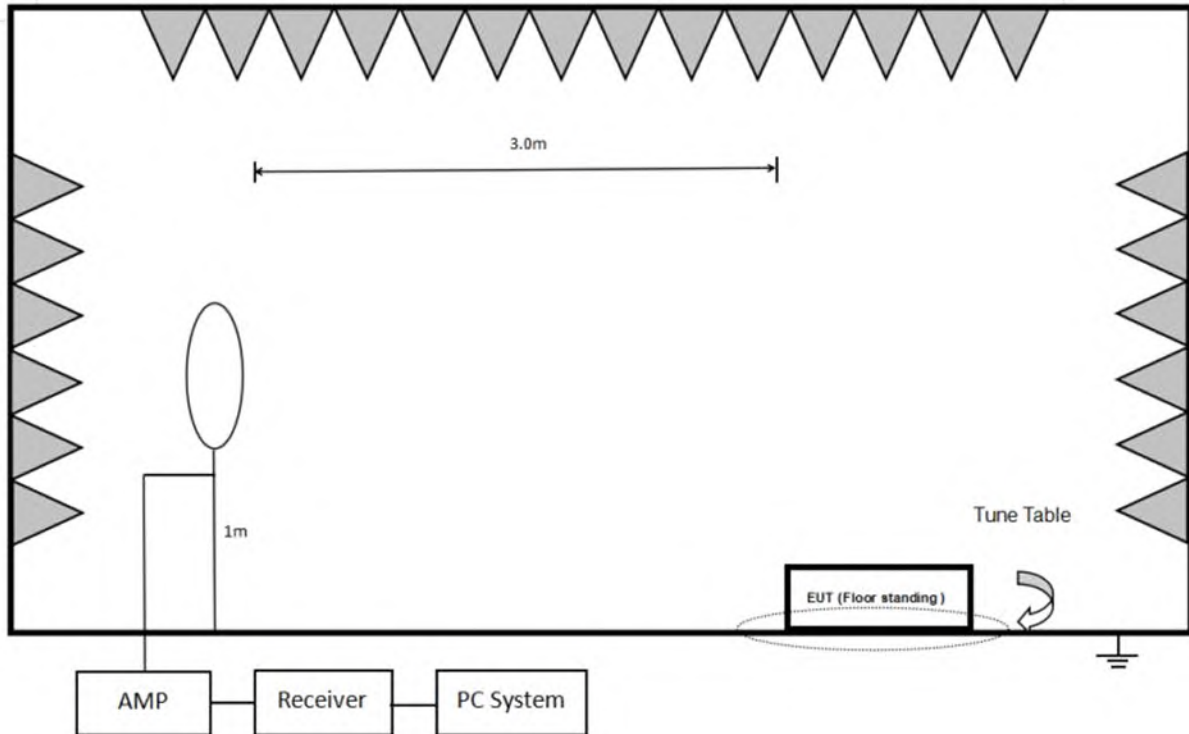 3.0m
1m
Tune Table
EUT (Floor standing )
AMP
Receiver
PC System